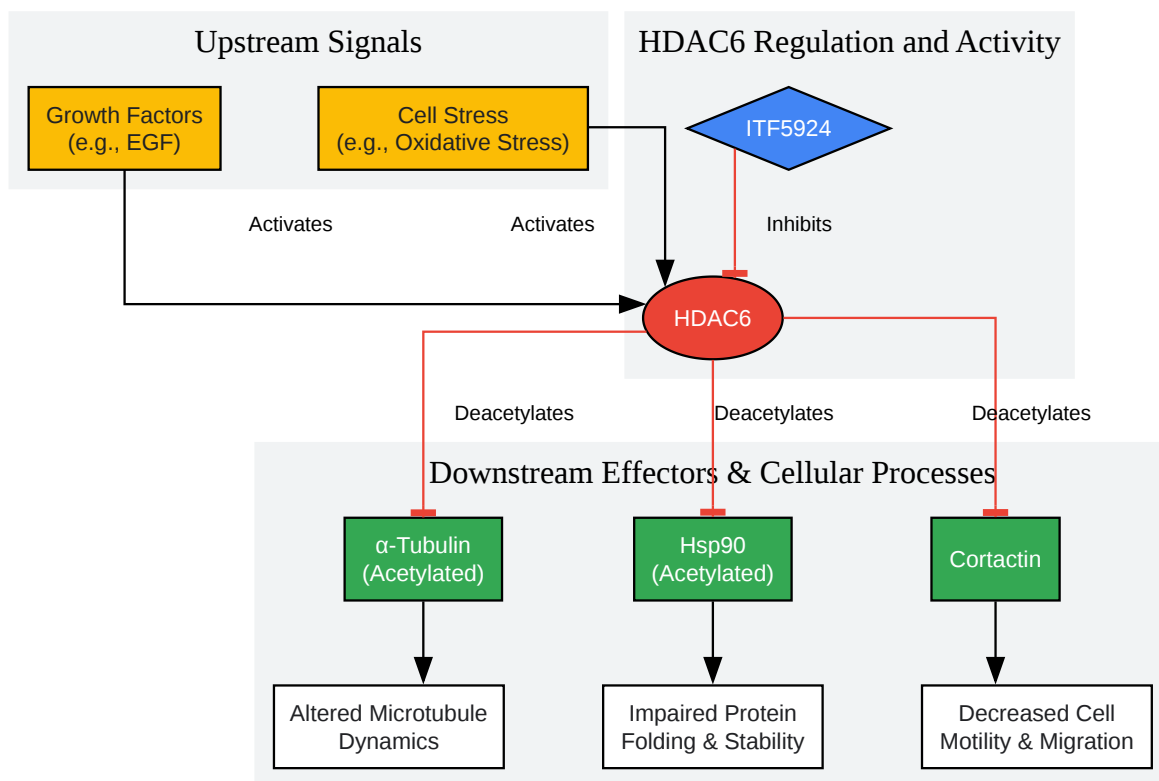 Upstream Signals
HDAC6 Regulation and Activity
Growth Factors
(e.g., EGF)
Cell Stress
(e.g., Oxidative Stress)
ITF5924
Activates
Activates
Inhibits
HDAC6
Deacetylates
Deacetylates
Deacetylates
Downstream Effectors & Cellular Processes
α-Tubulin
(Acetylated)
Hsp90
(Acetylated)
Cortactin
Altered Microtubule
Dynamics
Impaired Protein
Folding & Stability
Decreased Cell
Motility & Migration